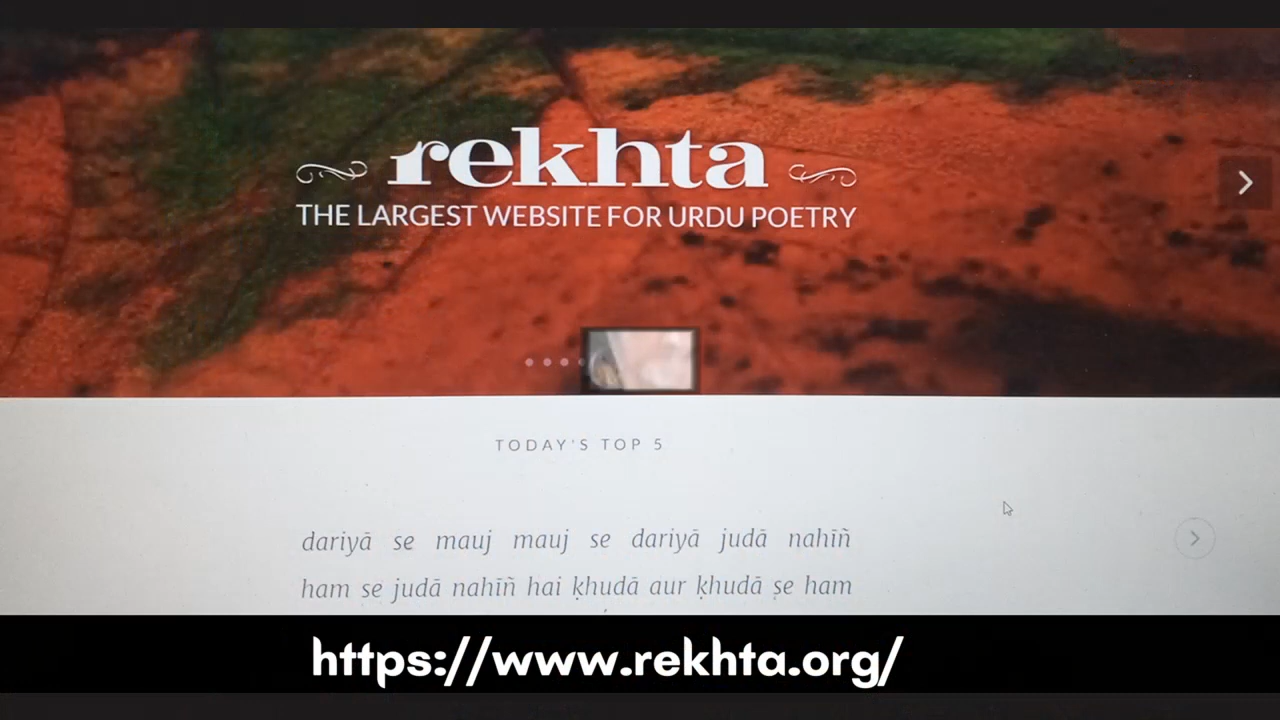 rekhta
THE LARGEST WEBSITE FOR URDU POETRY
TODAY'S TOP 5
dariyā se mauj mauj se dariyā judā nahīñ
ham se judā nahīñ hai ḳhudā aur ḳhudā se ham
https://www.rekhta.org/